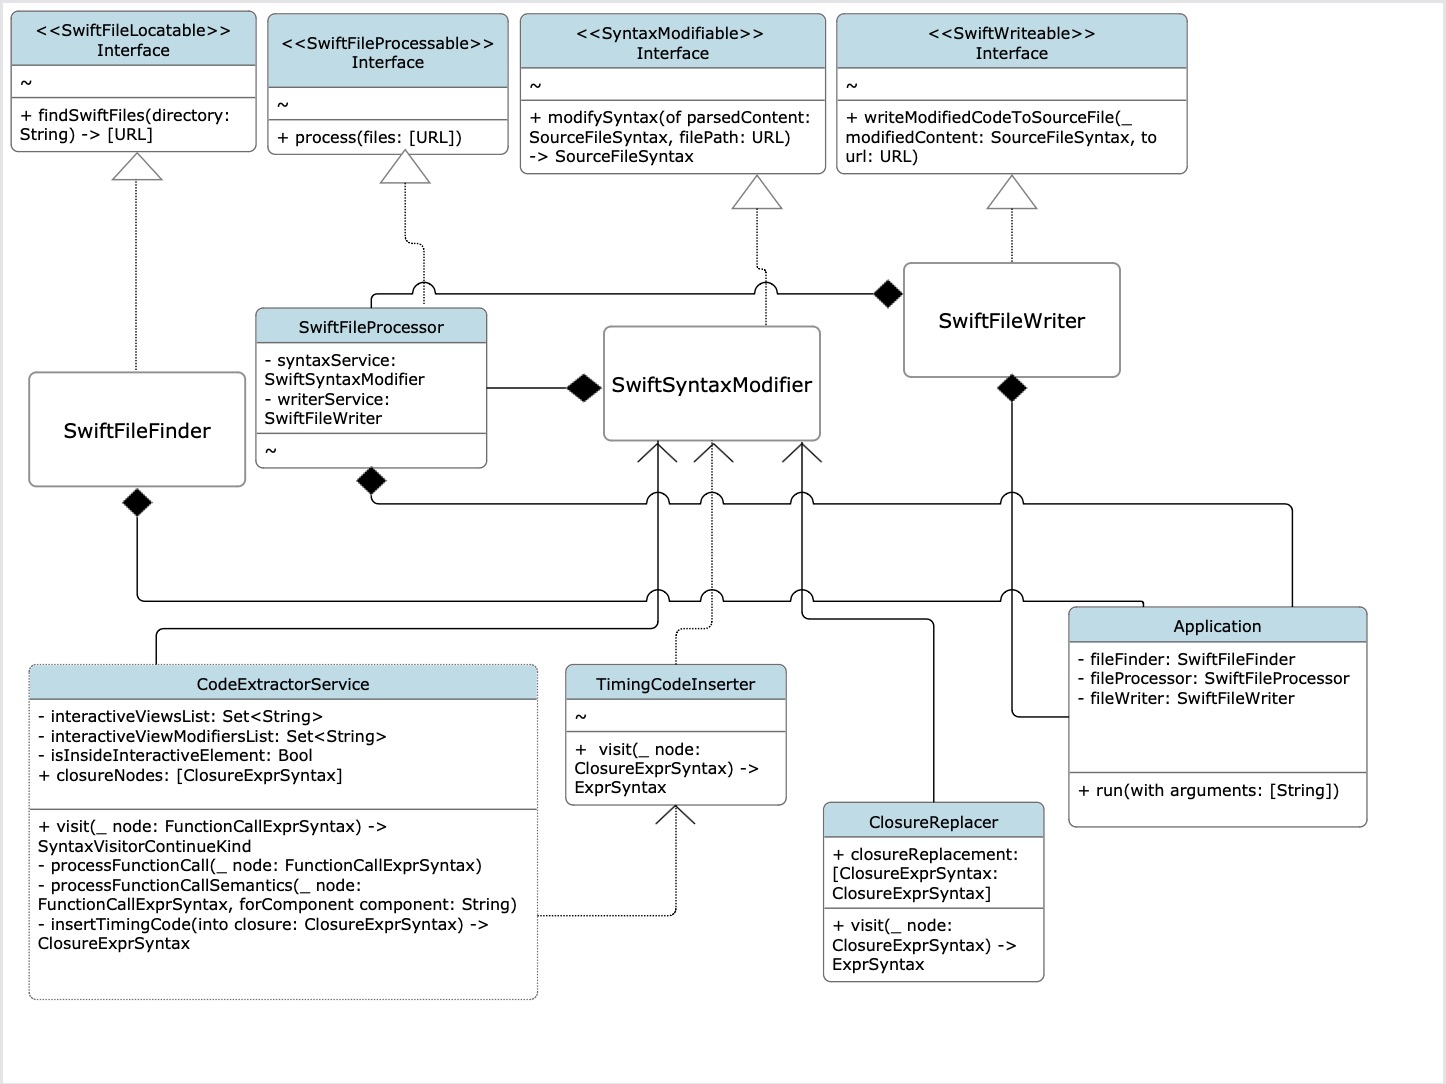 <<SwiftFileLocatable>>
Interface
~
+ findSwiftFiles(directory:
String) -> [URL]
<<SwiftFileProcessable>>
Interface
~
+ process(files: [URL])
<<SyntaxModifiable>>
Interface
~
+ modifySyntax(of parsedContent:
SourceFileSyntax, filePath: URL)
-> SourceFileSyntax
<<SwiftWriteable>>
Interface
~
+ writeModifiedCodeToSourceFile(_
modifiedContent: SourceFileSyntax, to
url: URL)
SwiftFileFinder
SwiftFileProcessor
- syntaxService:
SwiftSyntaxModifier
- writerService:
SwiftFileWriter
~
SwiftSyntaxModifier
SwiftFileWriter
CodeExtractorService
- interactiveViewsList: Set<String>
- interactiveViewModifiersList: Set<String>
- isInsideInteractiveElement: Bool
+ closureNodes: [ClosureExprSyntax]
+ visit(_ node: FunctionCallExprSyntax) ->
SyntaxVisitorContinueKind
- processFunctionCall(_ node: FunctionCallExprSyntax)
- processFunctionCallSemantics(_ node:
FunctionCallExprSyntax, forComponent component: String)
- insertTimingCode(into closure: ClosureExprSyntax) ->
ClosureExprSyntax
TimingCodeInserter
~
+  visit(_ node:
ClosureExprSyntax) ->
ExprSyntax
ClosureReplacer
+ closureReplacement:
[ClosureExprSyntax:
ClosureExprSyntax]
+ visit(_ node:
ClosureExprSyntax) ->
ExprSyntax
Application
- fileFinder: SwiftFileFinder
- fileProcessor: SwiftFileProcessor
- fileWriter: SwiftFileWriter
+ run(with arguments: [String])